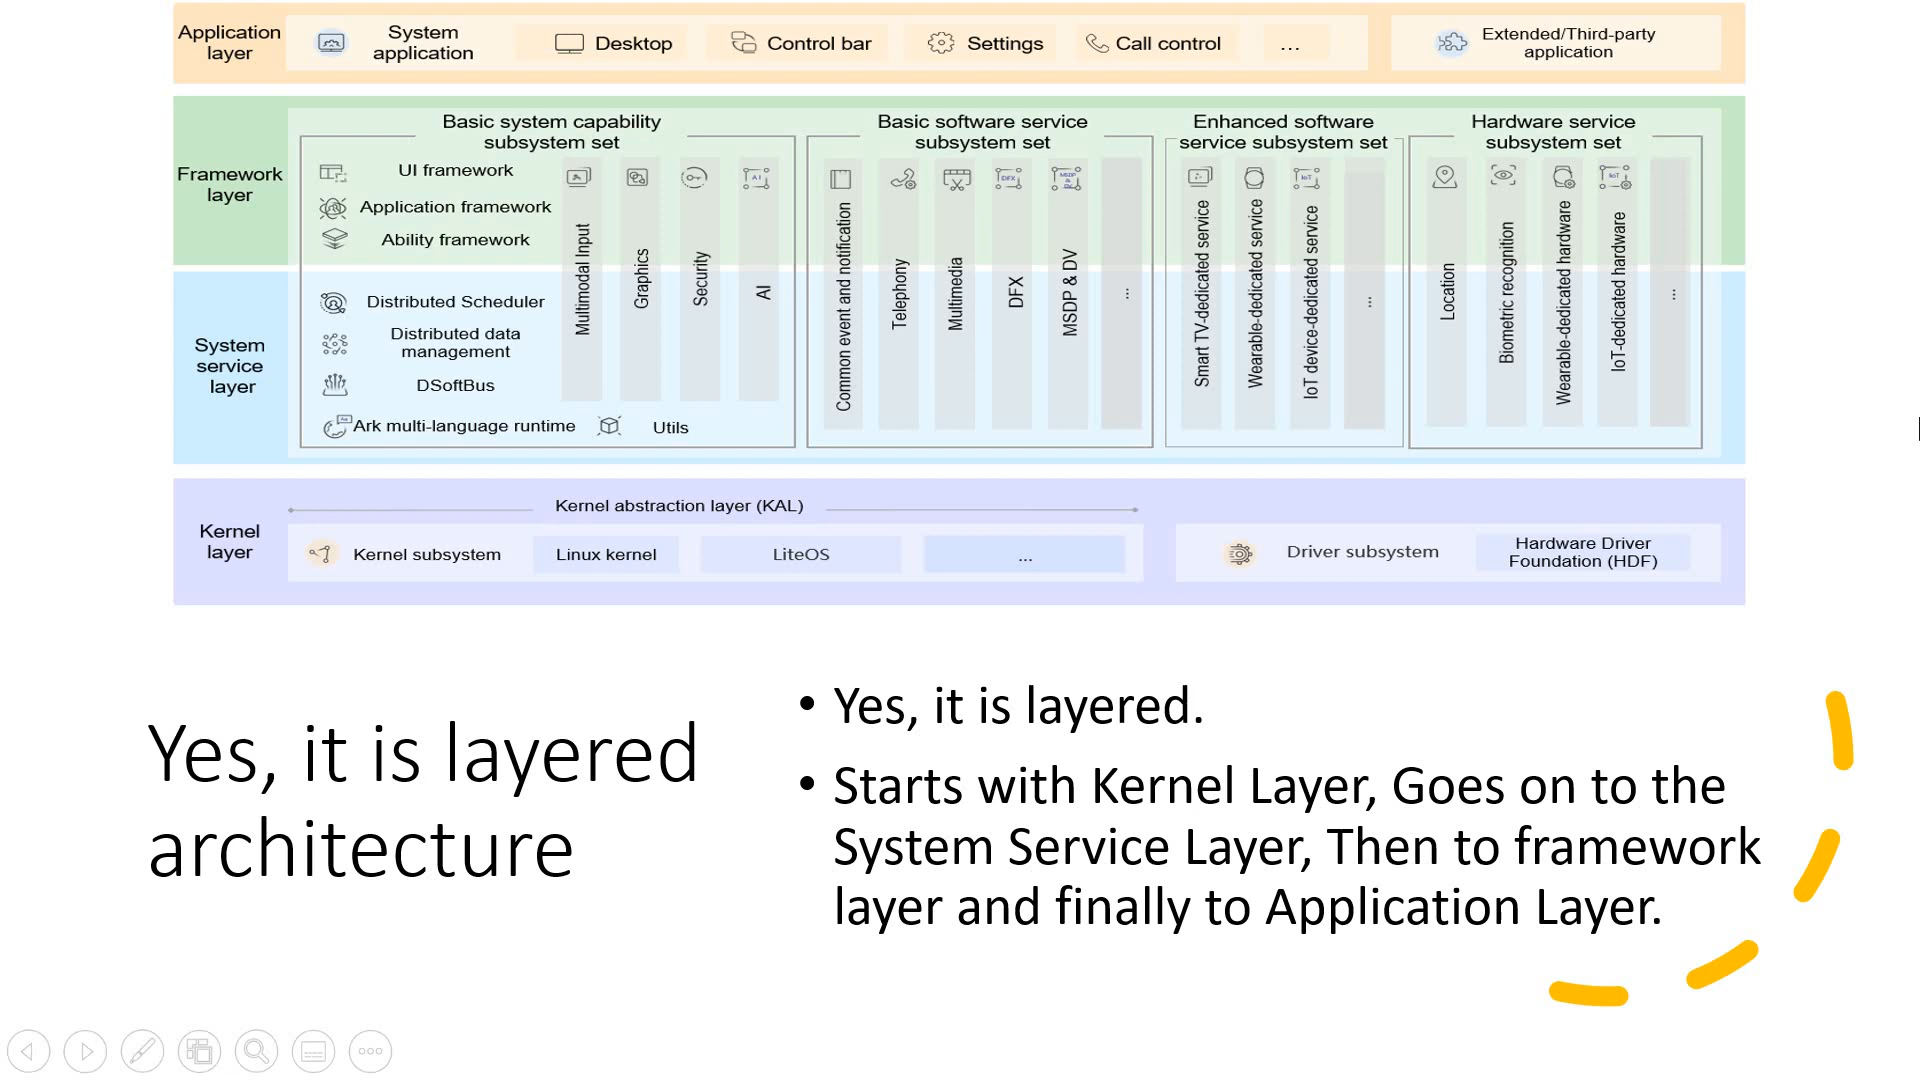 Application
layer
System
application
Desktop
Control bar
Settings
Call control
...
Extended/Third-party
application
Framework
layer
Basic system capability
subsystem set
UI framework
Application framework
Ability framework
Multimodal Input
Graphics
Security
AI
AI
Basic software service
subsystem set
DFX
MSDP
&
DV
Common event and notification
Telephony
Multimedia
DFX
MSDP & DV
...
Enhanced software
service subsystem set
IoT
Smart TV-dedicated service
Wearable-dedicated service
IoT device-dedicated service
...
Hardware service
subsystem set
IoT
Location
Biometric recognition
Wearable-dedicated hardware
IoT-dedicated hardware
...
System
service
layer
Distributed Scheduler
Distributed data
management
DSoftBus
Ark multi-language runtime
Utils
Kernel
layer
Kernel abstraction layer (KAL)
Kernel subsystem
Linux kernel
LiteOS
...
Driver subsystem
Hardware Driver
Foundation (HDF)
Yes, it is layered
architecture
• Yes, it is layered.
• Starts with Kernel Layer, Goes on to the
System Service Layer, Then to framework
layer and finally to Application Layer.